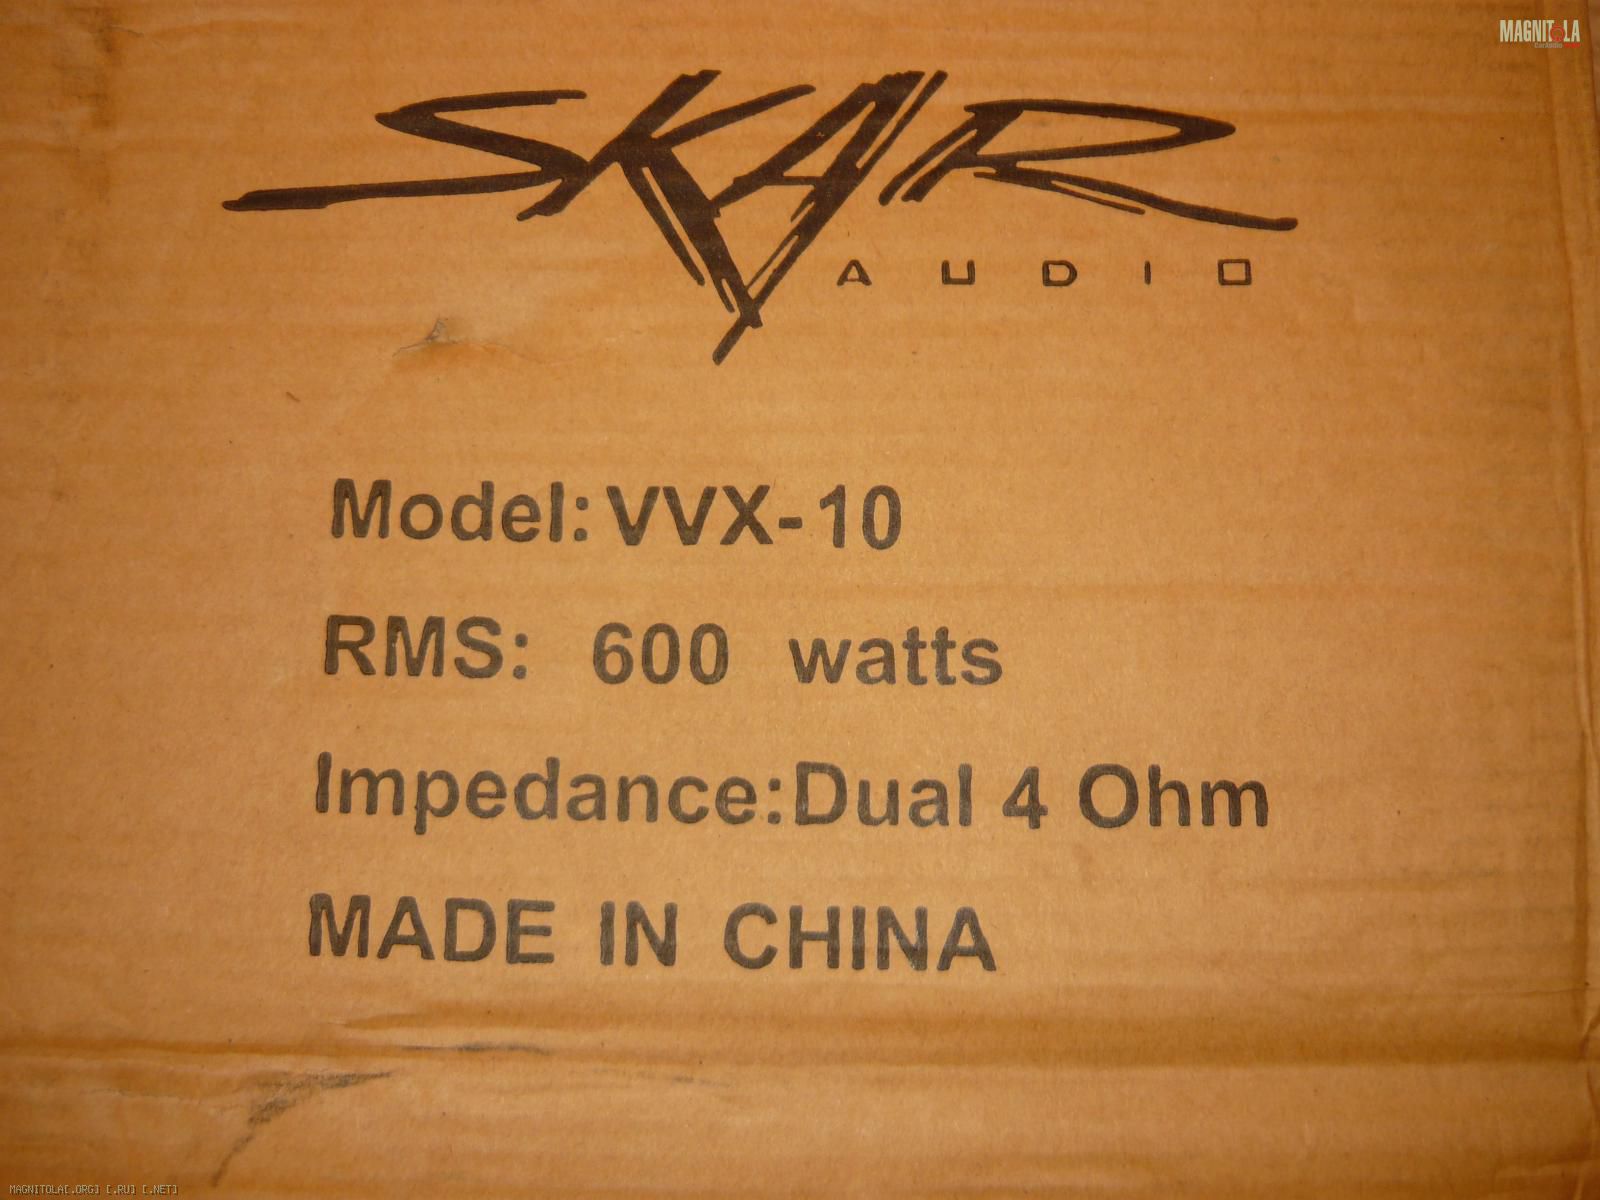 MAGNITOLA
CarAudio
SKAR
AUDIO
Model: VVX-10
RMS: 600 watts
Impedance: Dual 4 Ohm
MADE IN CHINA
MAGNITOLA[.ORG] [.RU] [.NET]